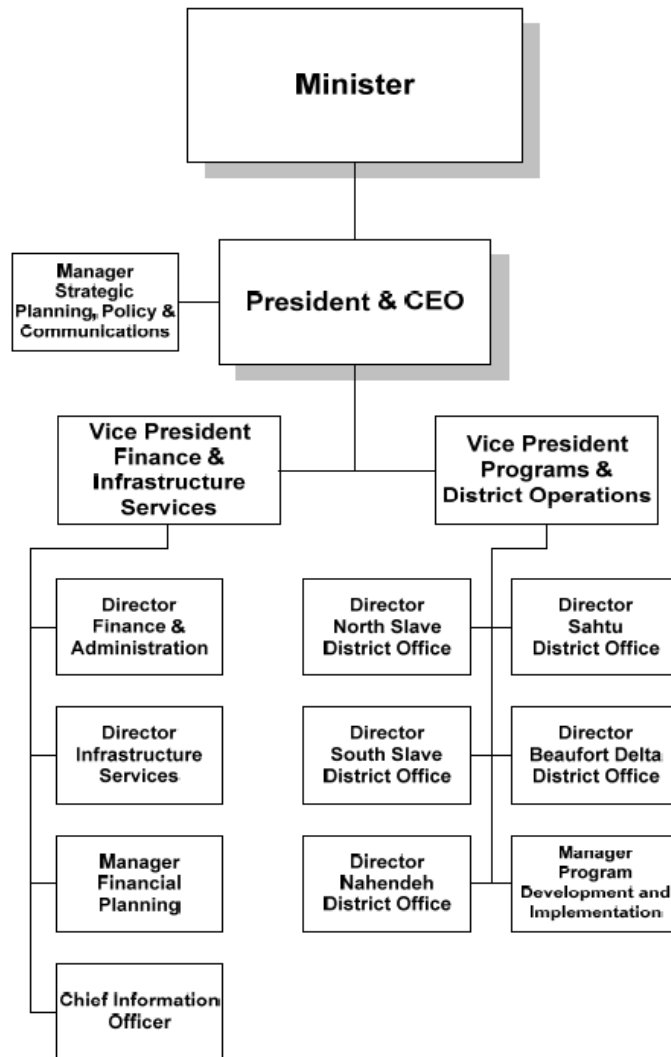 Minister
President & CEO
Manager
Strategic
Planning, Policy &
Communications
Vice President
Finance &
Infrastructure
Services
Vice President
Programs &
District Operations
Director
Finance &
Administration
Director
Infrastructure
Services
Manager
Financial
Planning
Chief Information
Officer
Director
North Slave
District Office
Director
Sahtu
District Office
Director
South Slave
District Office
Director
Beaufort Delta
District Office
Director
Nahendeh
District Office
Manager
Program
Development and
Implementation